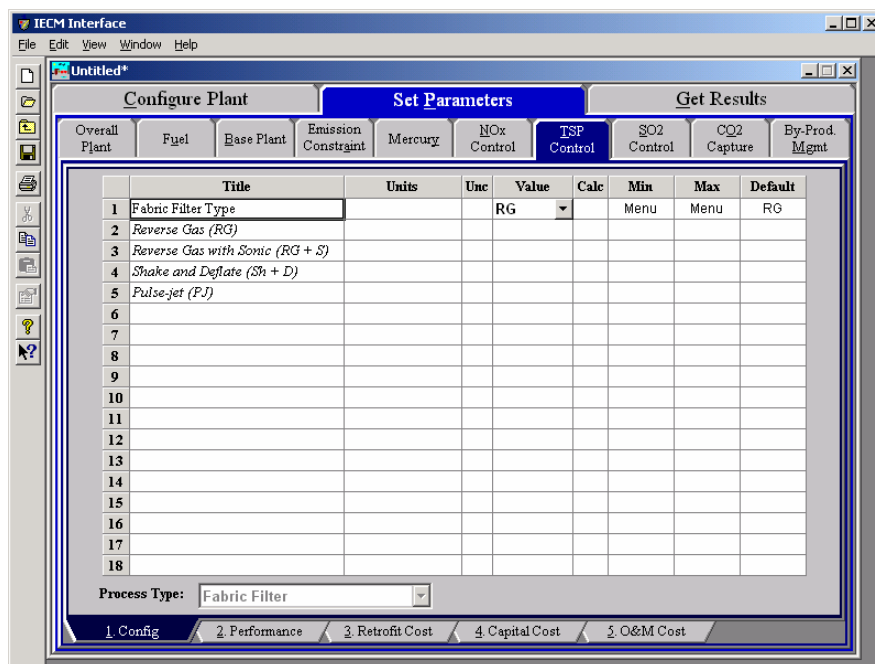 IECM Interface
File Edit View Window Help
Untitled*
Configure Plant Set Parameters Get Results
Overall Plant Fuel Base Plant Emission Constraint Mercury NOx Control TSP Control SO2 Control CO2 Capture By-Prod. Mgmt
Title Units Unc Value Calc Min Max Default
1 Fabric Filter Type RG Menu Menu RG
2 Reverse Gas (RG)
3 Reverse Gas with Sonic (RG + S)
4 Shake and Deflate (Sh + D)
5 Pulse-jet (PJ)
6
7
8
9
10
11
12
13
14
15
16
17
18
Process Type: Fabric Filter
1. Config 2. Performance 3. Retrofit Cost 4. Capital Cost 5. O&M Cost